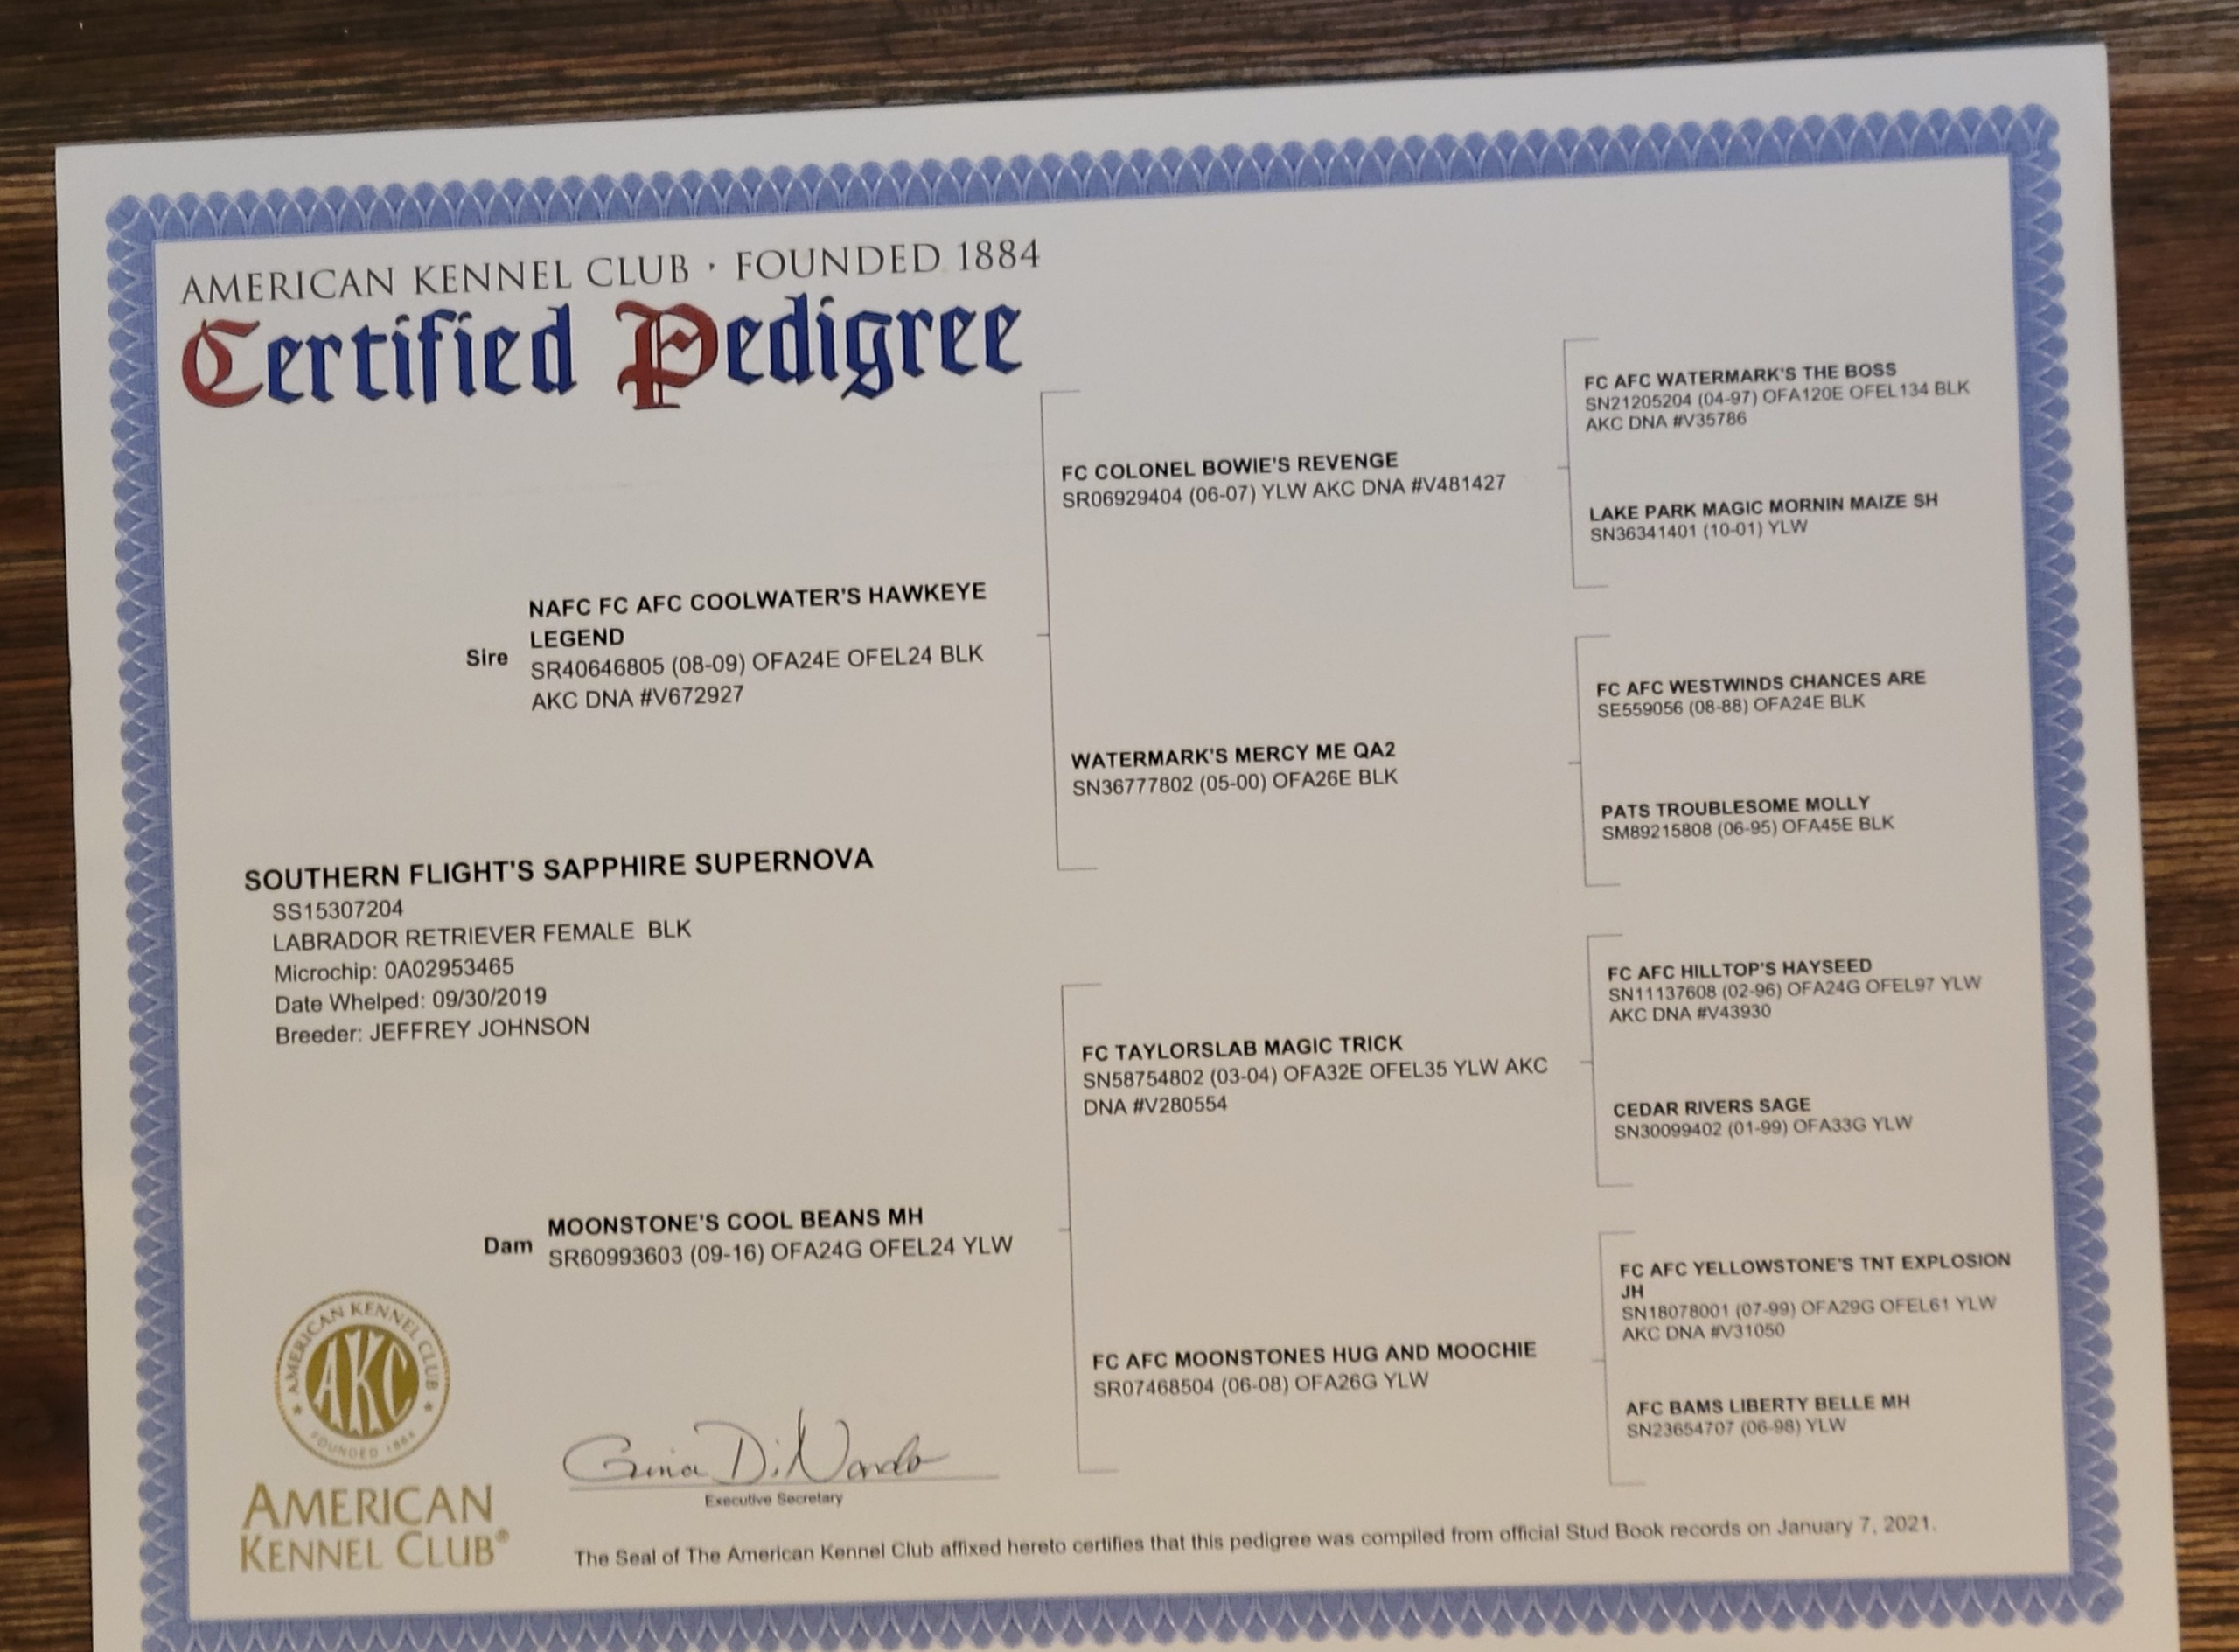 AMERICAN KENNEL CLUB · FOUNDED 1884
Certified Pedigree
Sire
NAFC FC AFC COOLWATER'S HAWKEYE
LEGEND
SR40646805 (08-09) OFA24E OFEL24 BLK
AKC DNA #V672927
SOUTHERN FLIGHT'S SAPPHIRE SUPERNOVA
SS15307204
LABRADOR RETRIEVER FEMALE BLK
Microchip: 0A02953465
Date Whelped: 09/30/2019
Breeder: JEFFREY JOHNSON
Dam
MOONSTONE'S COOL BEANS MH
SR60993603 (09-16) OFA24G OFEL24 YLW
FC COLONEL BOWIE'S REVENGE
SR06929404 (06-07) YLW AKC DNA #V481427
WATERMARK'S MERCY ME QA2
SN36777802 (05-00) OFA26E BLK
FC TAYLORSLAB MAGIC TRICK
SN58754802 (03-04) OFA32E OFEL35 YLW AKC
DNA #V280554
FC AFC MOONSTONES HUG AND MOOCHIE
SR07468504 (06-08) OFA26G YLW
FC AFC WATERMARK'S THE BOSS
SN21205204 (04-97) OFA120E OFEL134 BLK
AKC DNA #V35786
LAKE PARK MAGIC MORNIN MAIZE SH
SN36341401 (10-01) YLW
FC AFC WESTWINDS CHANCES ARE
SE559056 (08-88) OFA24E BLK
PATS TROUBLESOME MOLLY
SM89215808 (06-95) OFA45E BLK
FC AFC HILLTOP'S HAYSEED
SN11137608 (02-96) OFA24G OFEL97 YLW
AKC DNA #V43930
CEDAR RIVERS SAGE
SN30099402 (01-99) OFA33G YLW
FC AFC YELLOWSTONE'S TNT EXPLOSION
JH
SN18078001 (07-99) OFA29G OFEL61 YLW
AKC DNA #V31050
AFC BAMS LIBERTY BELLE MH
SN23654707 (06-98) YLW
AMERICAN KENNEL CLUB
AKC
FOUNDED 1884
AMERICAN
KENNEL CLUB®
Gina DiNardo
Executive Secretary
The Seal of The American Kennel Club affixed hereto certifies that this pedigree was compiled from official Stud Book records on January 7, 2021.